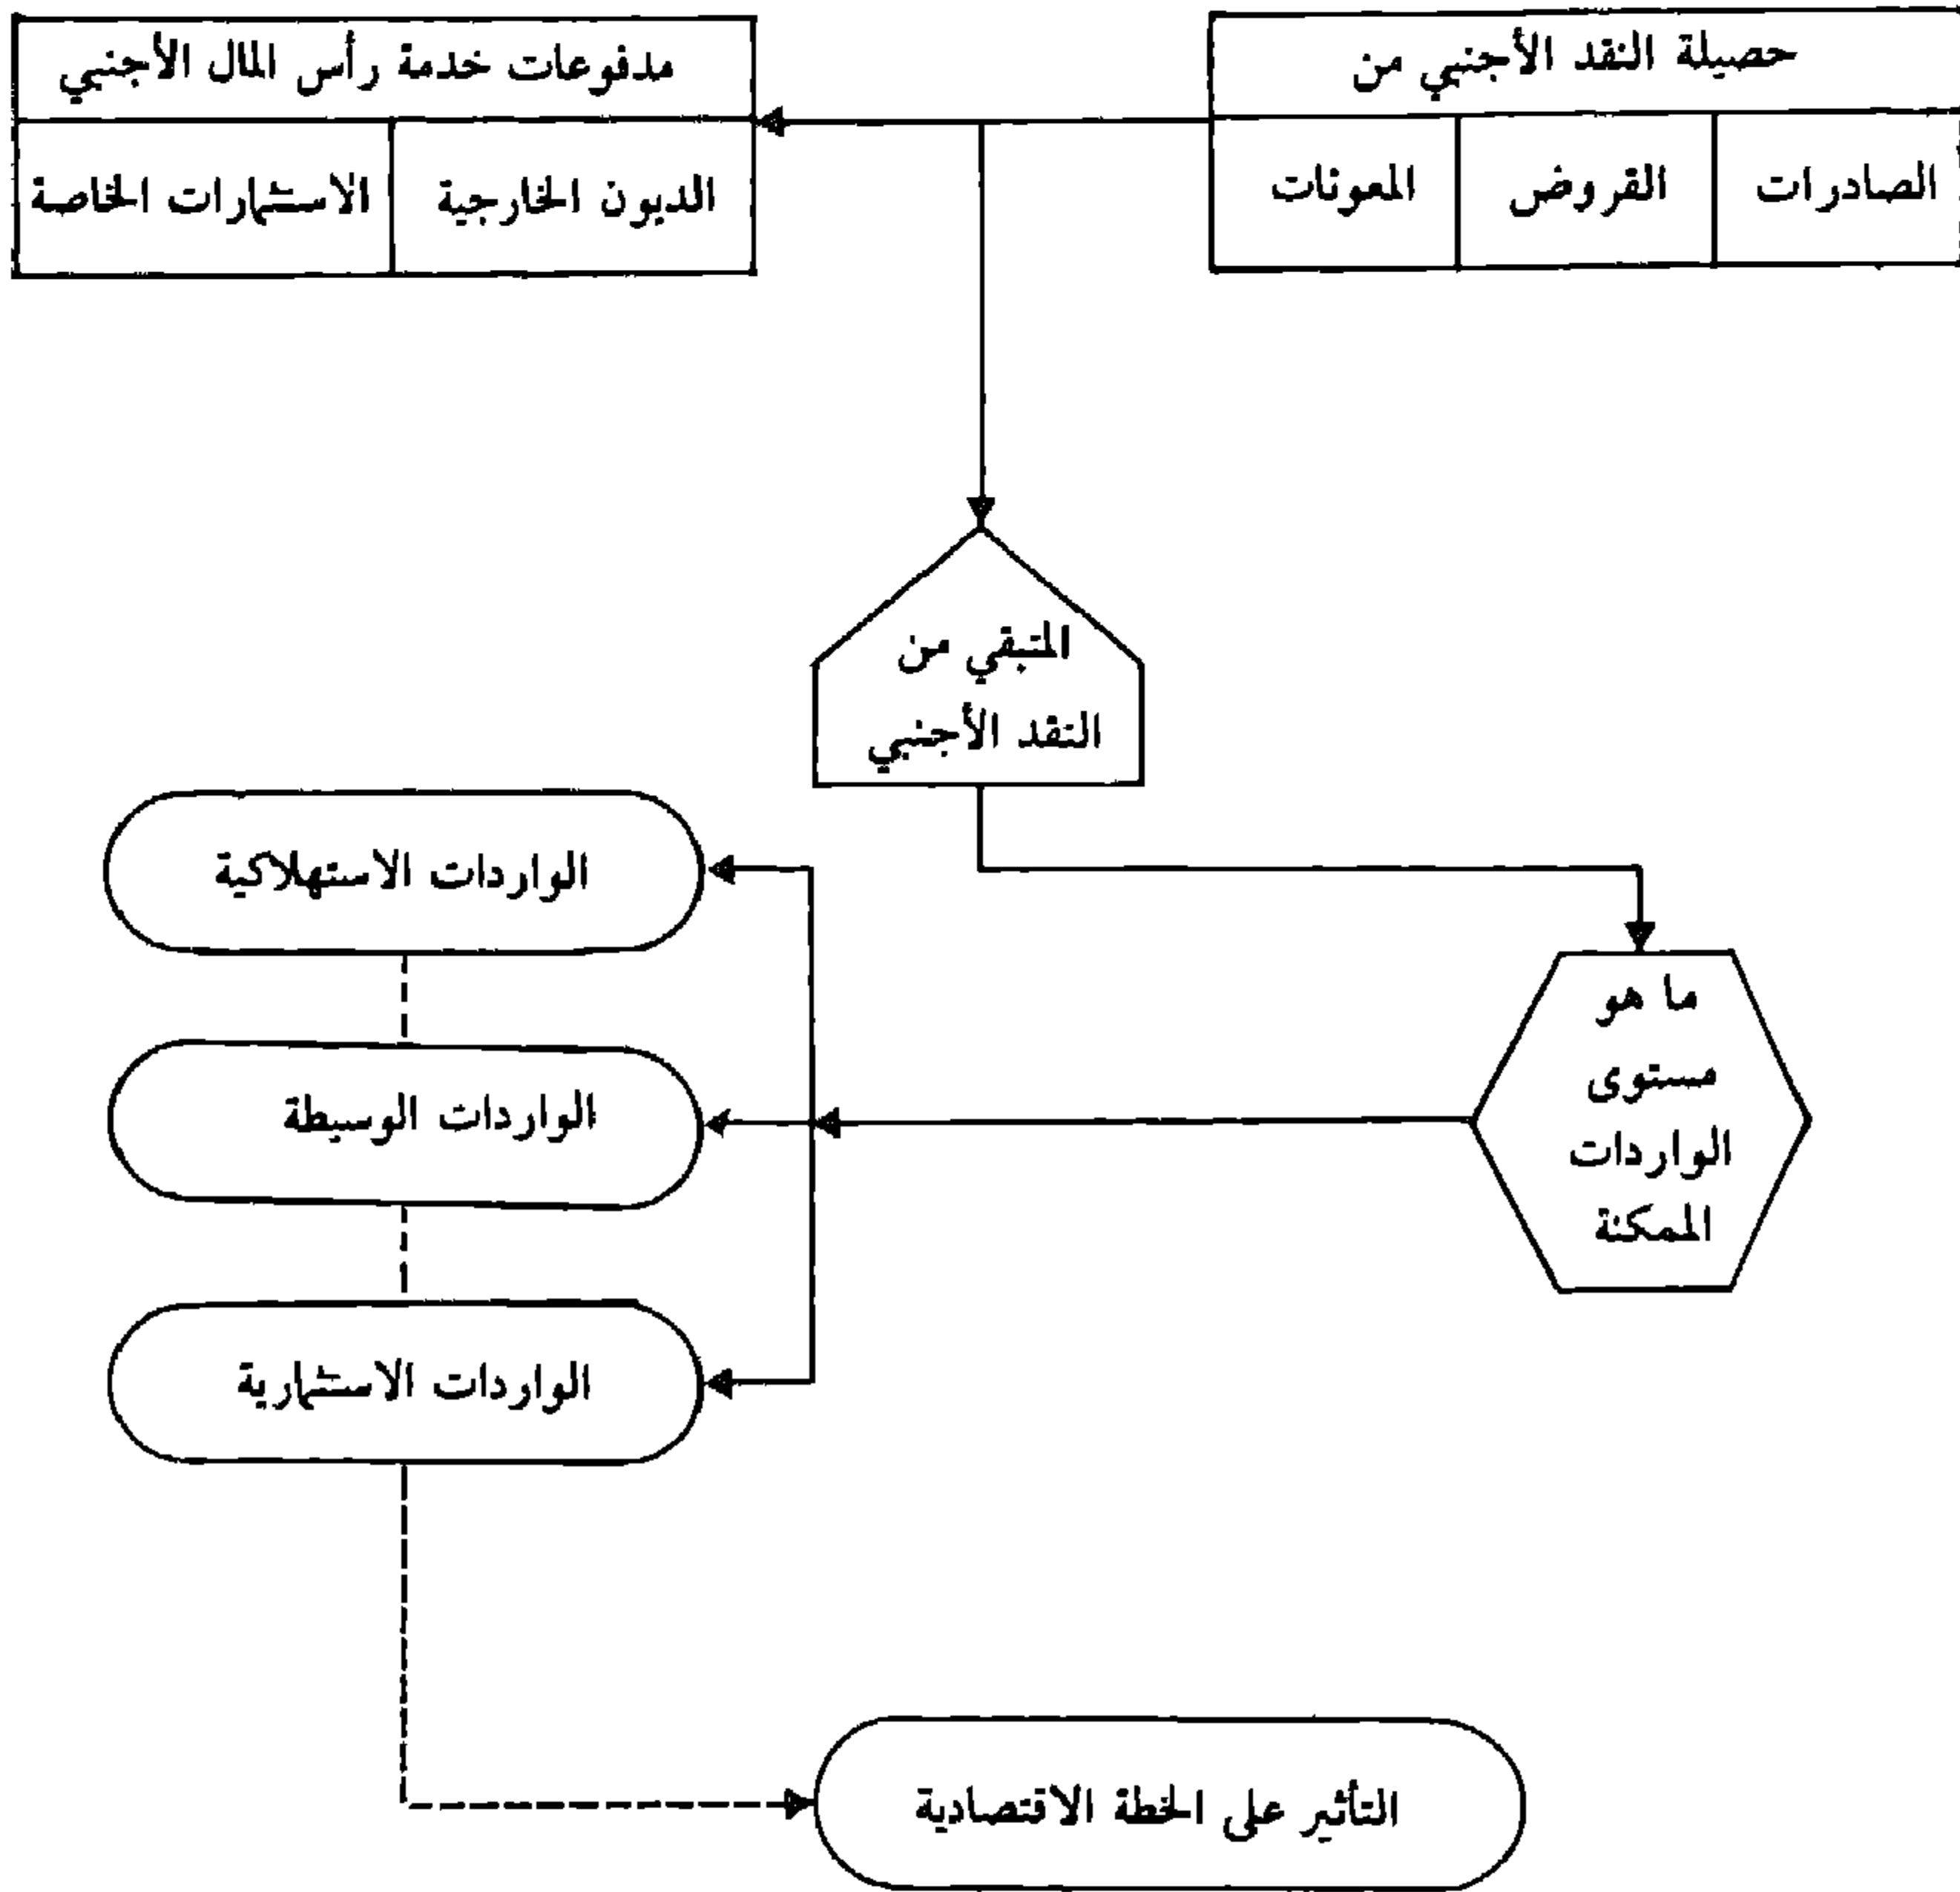 حصيلة النقد الأجنبي من
الصادرات
القروض
المعونات
مدفوعات خدمة رأس المال الأجنبي
الديون الخارجية
الاستثمارات الخاصة
المتبقي من
النقد الأجنبي
ما هو
مستوى
الواردات
الممكنة
الواردات الاستهلاكية
الواردات الوسيطة
الواردات الاستثمارية
التأثير على الخطة الاقتصادية